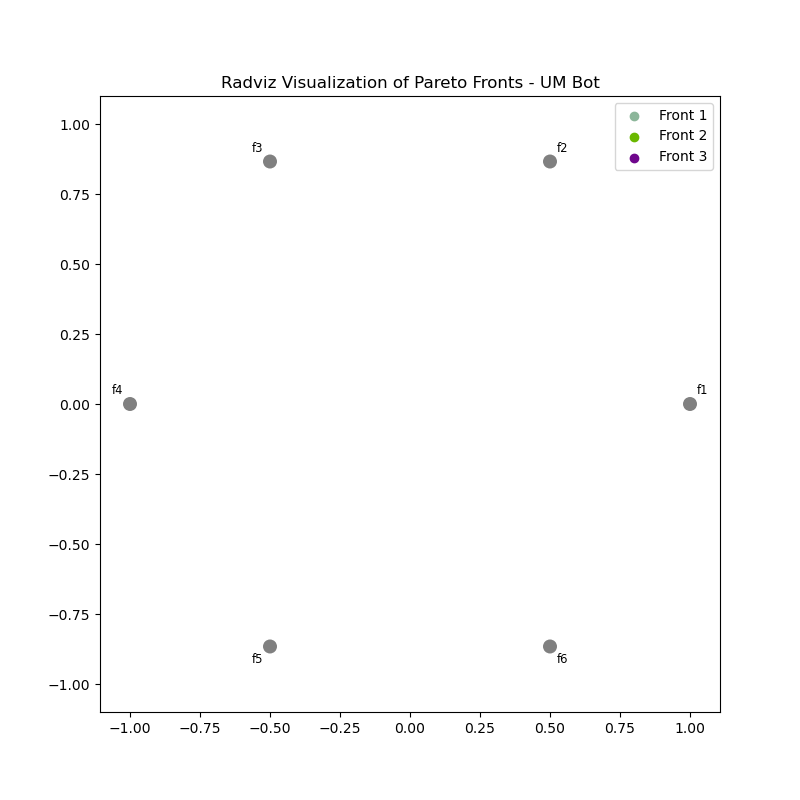 Radviz Visualization of Pareto Fronts - UM Bot
Front 1
Front 2
Front 3
1.00
0.75
0.50
0.25
0.00
−0.25
−0.50
−0.75
−1.00
f3
f2
f4
f1
f5
f6
−1.00 −0.75 −0.50 −0.25 0.00 0.25 0.50 0.75 1.00